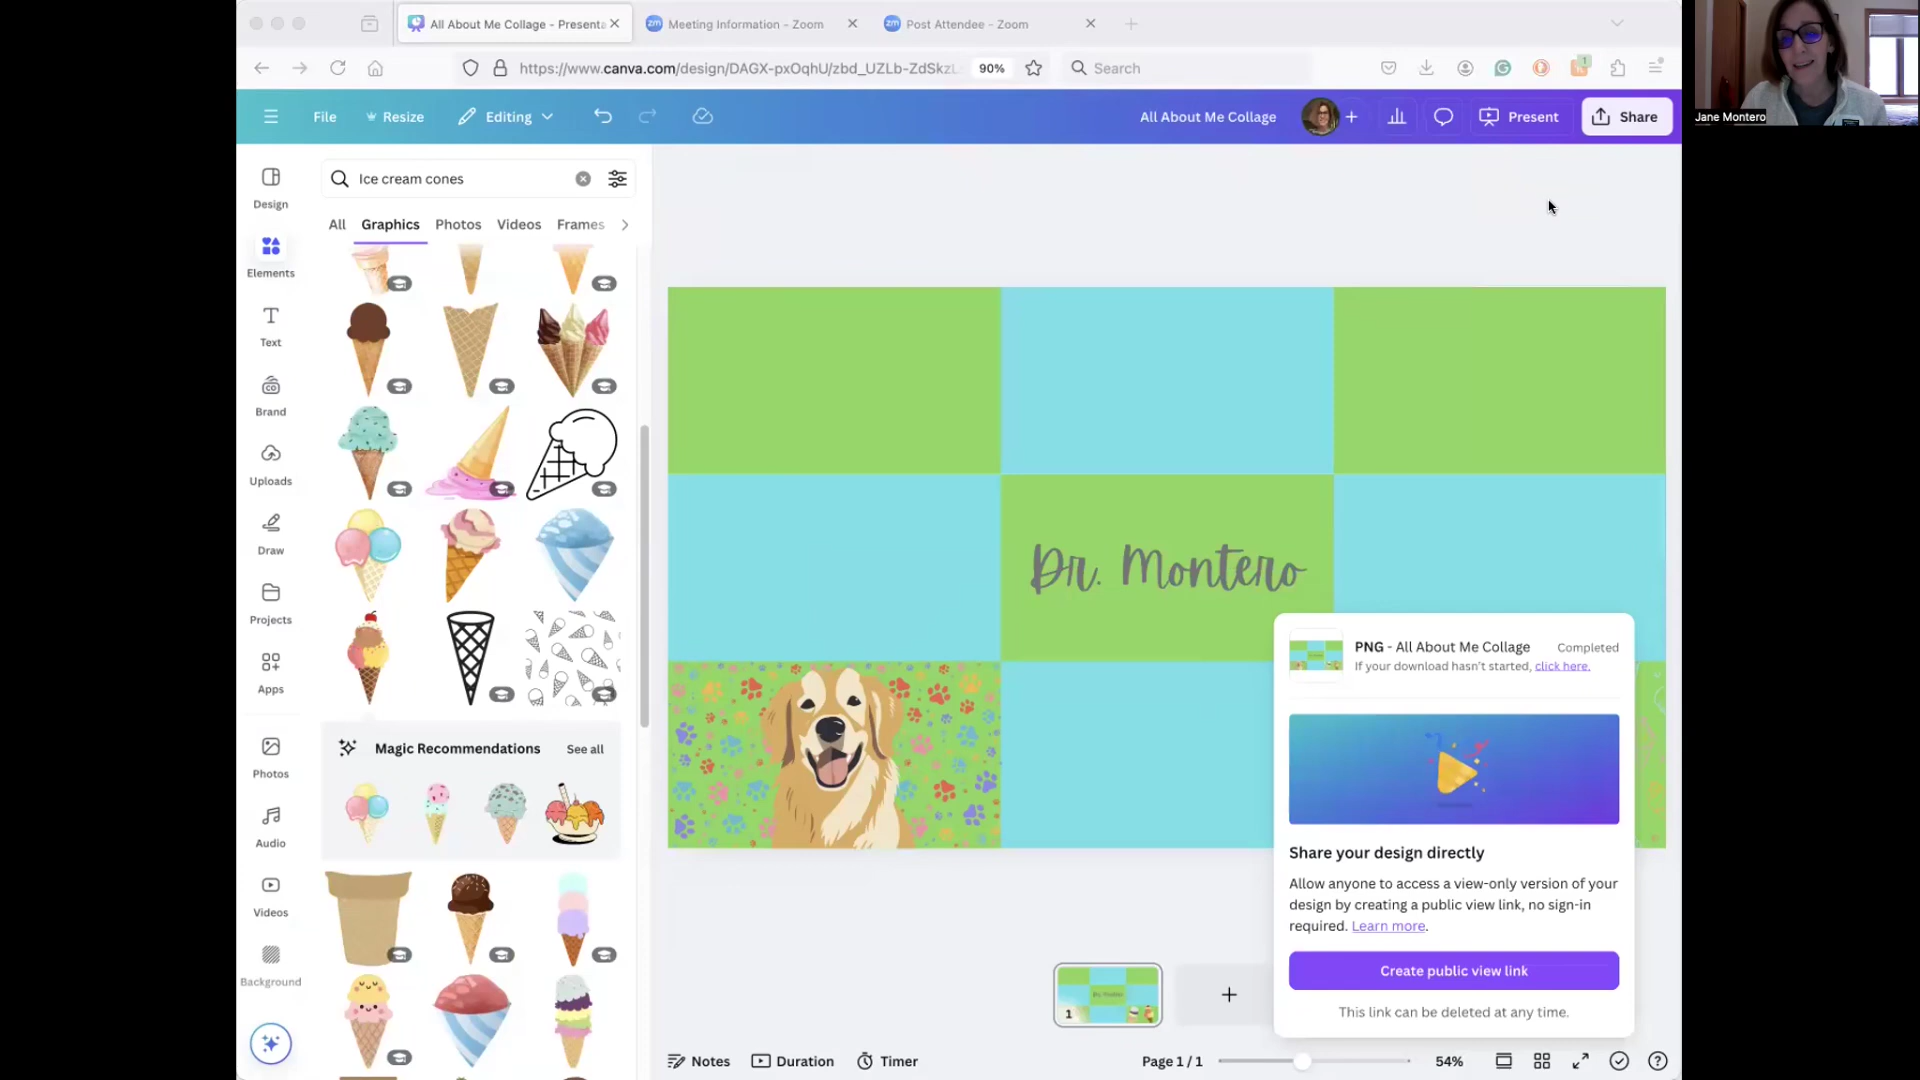 All About Me Collage - Presenta
Meeting Information - Zoom
Post Attendee - Zoom
https://www.canva.com/design/DAGX-pxOqhU/zbd_UZLb-ZdSkzL
90%
Search
1
Jane Montero
File
Resize
Editing
All About Me Collage
Present
Share
Design
Elements
Text
Brand
Uploads
Draw
Projects
Apps
Photos
Audio
Videos
Background
Ice cream cones
All
Graphics
Photos
Videos
Frames
Magic Recommendations
See all
Dr. Montero
PNG - All About Me Collage
Completed
If your download hasn't started, click here.
Share your design directly
Allow anyone to access a view-only version of your
design by creating a public view link, no sign-in
required. Learn more.
Create public view link
This link can be deleted at any time.
1
Notes
Duration
Timer
Page 1 / 1
54%